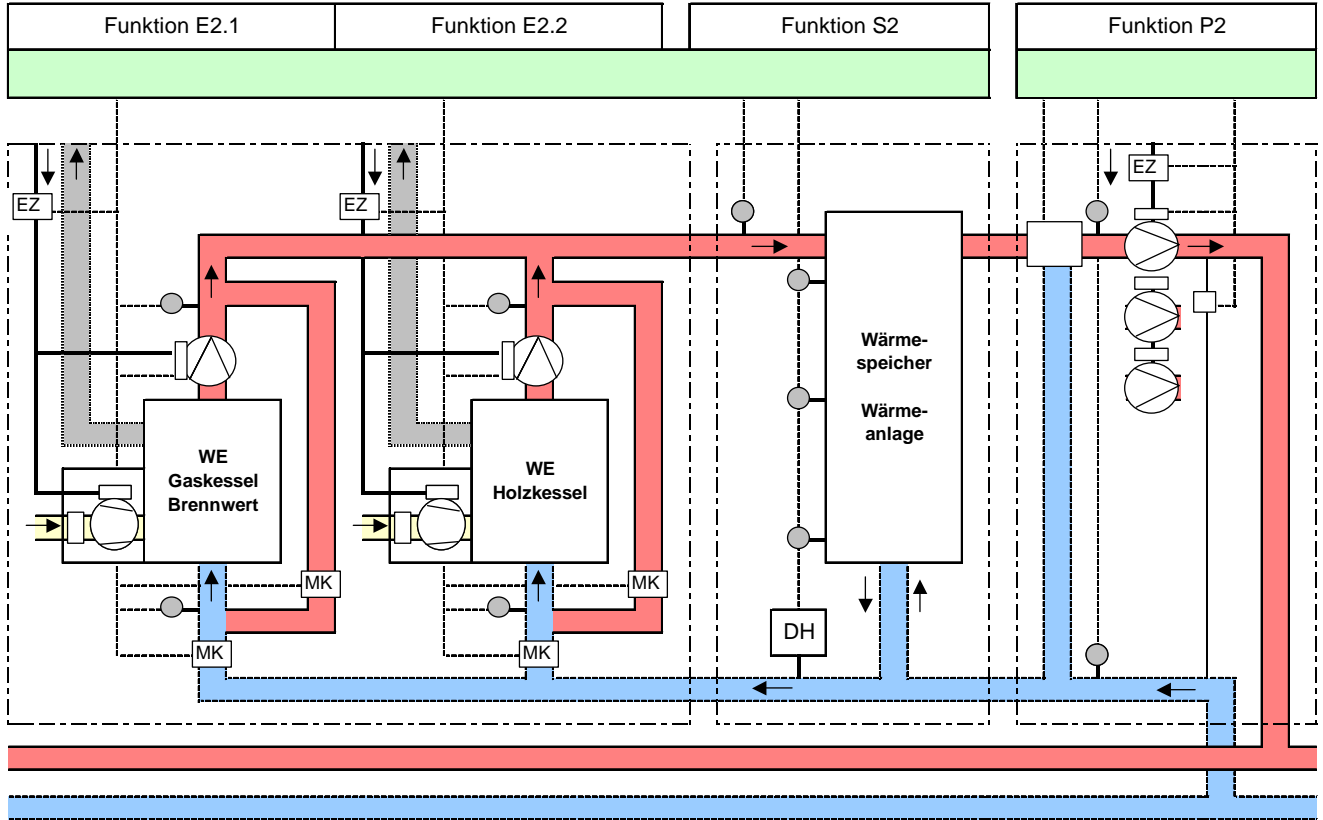 Funktion E2.1
Funktion E2.2
Funktion S2
Funktion P2
EZ
EZ
EZ
Wärme-
speicher
Wärme-
anlage
WE
Gaskessel
Brennwert
WE
Holzkessel
MK
MK
DH
MK
MK